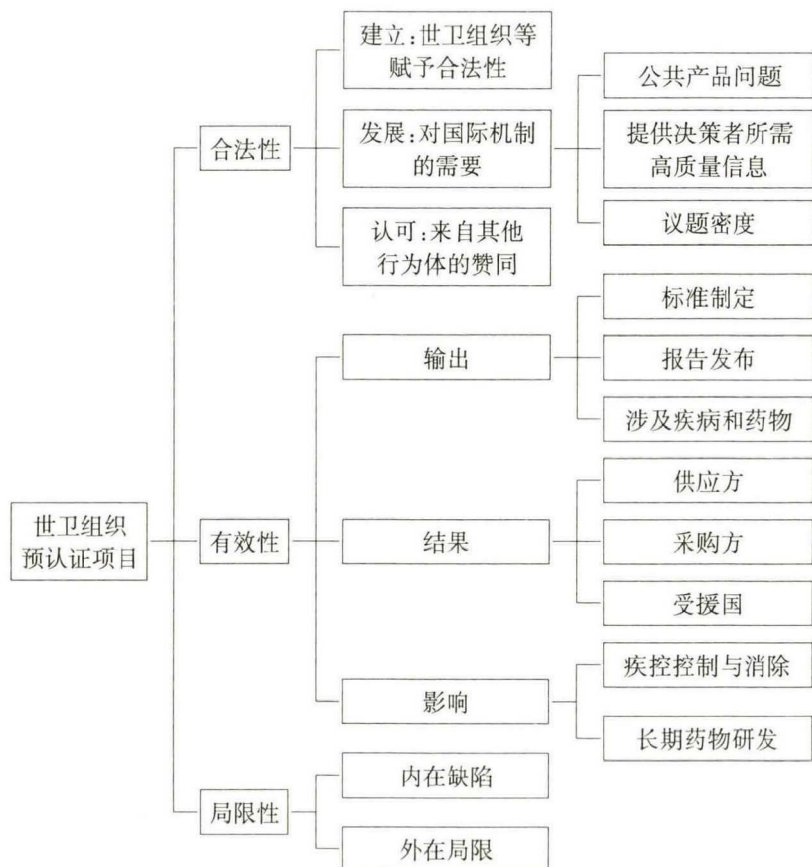 世卫组织
预认证项目
合法性
建立:世卫组织等
赋予合法性
发展:对国际机制
的需要
公共产品问题
提供决策者所需
高质量信息
议题密度
认可:来自其他
行为体的赞同
有效性
输出
标准制定
报告发布
涉及疾病和药物
结果
供应方
采购方
受援国
影响
疾控控制与消除
长期药物研发
局限性
内在缺陷
外在局限